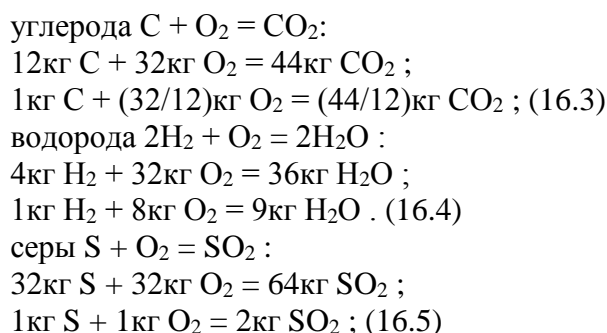 углерода C + O₂ = CO₂:
12кг C + 32кг O₂ = 44кг CO₂ ;
1кг C + (32/12)кг O₂ = (44/12)кг CO₂ ; (16.3)
водорода 2H₂ + O₂ = 2H₂O :
4кг H₂ + 32кг O₂ = 36кг H₂O ;
1кг H₂ + 8кг O₂ = 9кг H₂O . (16.4)
серы S + O₂ = SO₂ :
32кг S + 32кг O₂ = 64кг SO₂ ;
1кг S + 1кг O₂ = 2кг SO₂ ; (16.5)